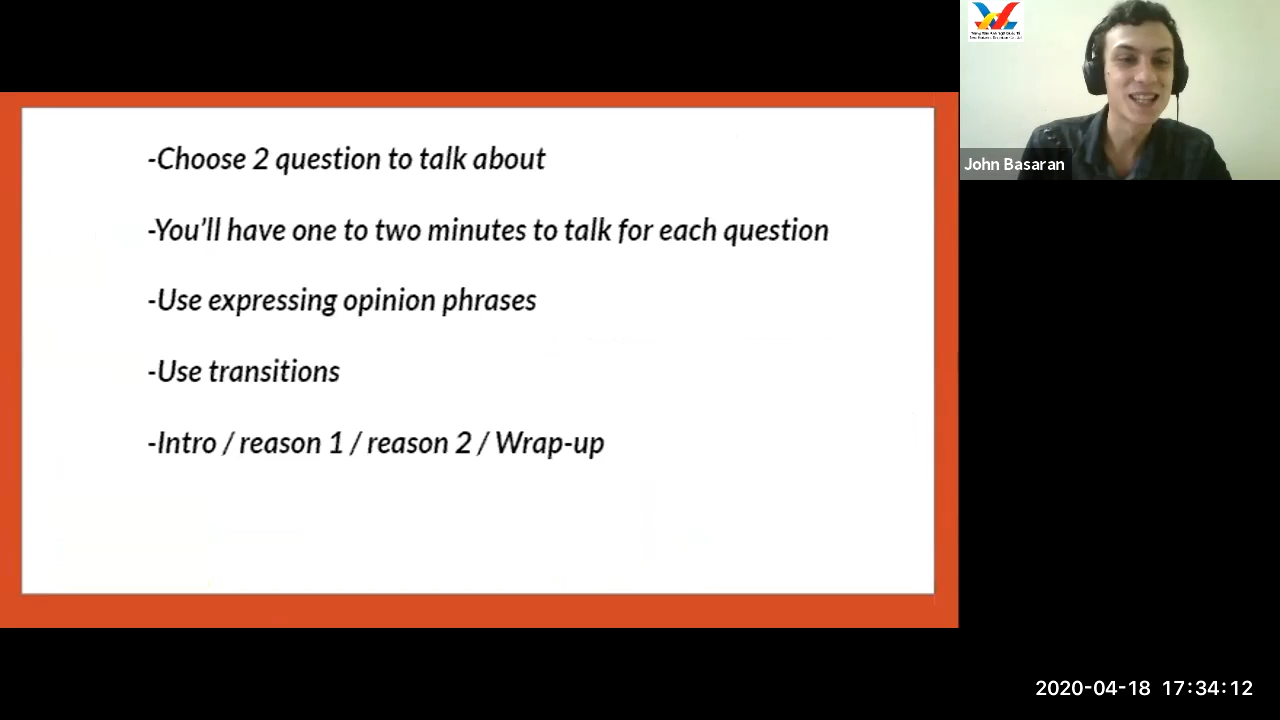 -Choose 2 question to talk about
-You’ll have one to two minutes to talk for each question
-Use expressing opinion phrases
-Use transitions
-Intro / reason 1 / reason 2 / Wrap-up
John Basaran
2020-04-18 17:34:12